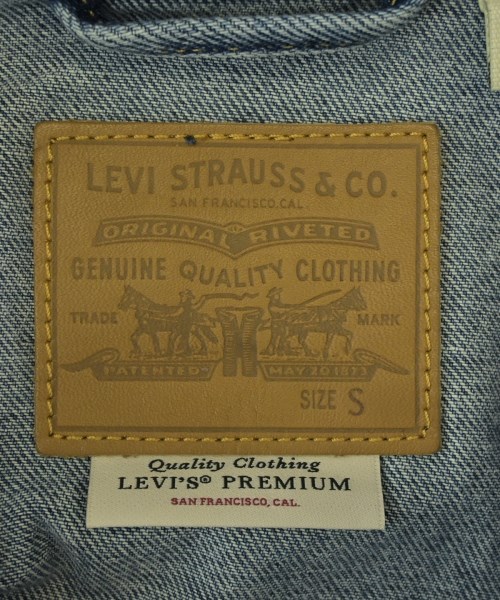 LEVI STRAUSS & CO.
SAN FRANCISCO, CAL.
ORIGINAL RIVETED
GENUINE QUALITY CLOTHING
TRADE MARK
PATENTED MAY 20 1873
SIZE S
Quality Clothing
LEVI'S® PREMIUM
SAN FRANCISCO, CAL.